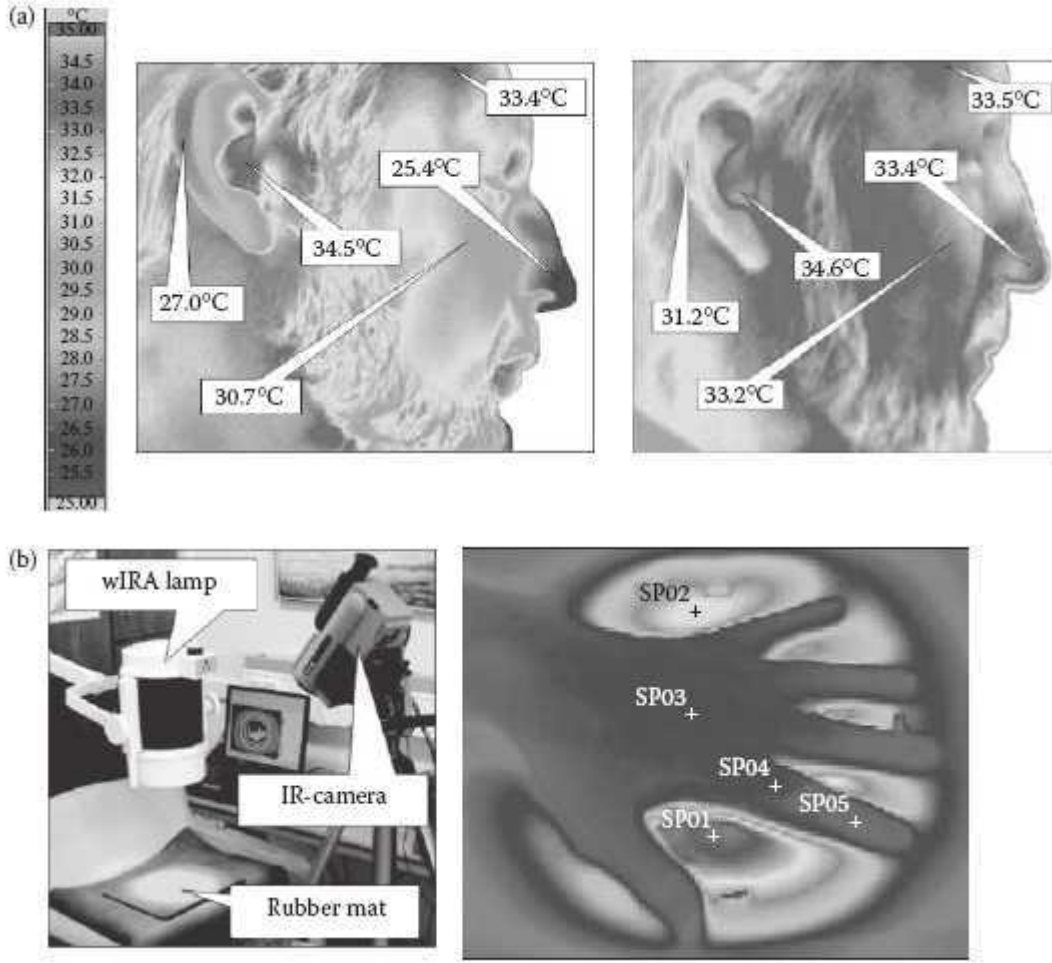 (a)
°C
35.00
34.5
34.0
33.5
33.0
32.5
32.0
31.5
31.0
30.5
30.0
29.5
29.0
28.5
28.0
27.5
27.0
26.5
26.0
25.5
25.00
33.4°C
25.4°C
34.5°C
27.0°C
30.7°C
33.5°C
33.4°C
34.6°C
31.2°C
33.2°C
(b)
wIRA lamp
IR-camera
Rubber mat
SP02
SP03
SP04
SP05
SP01